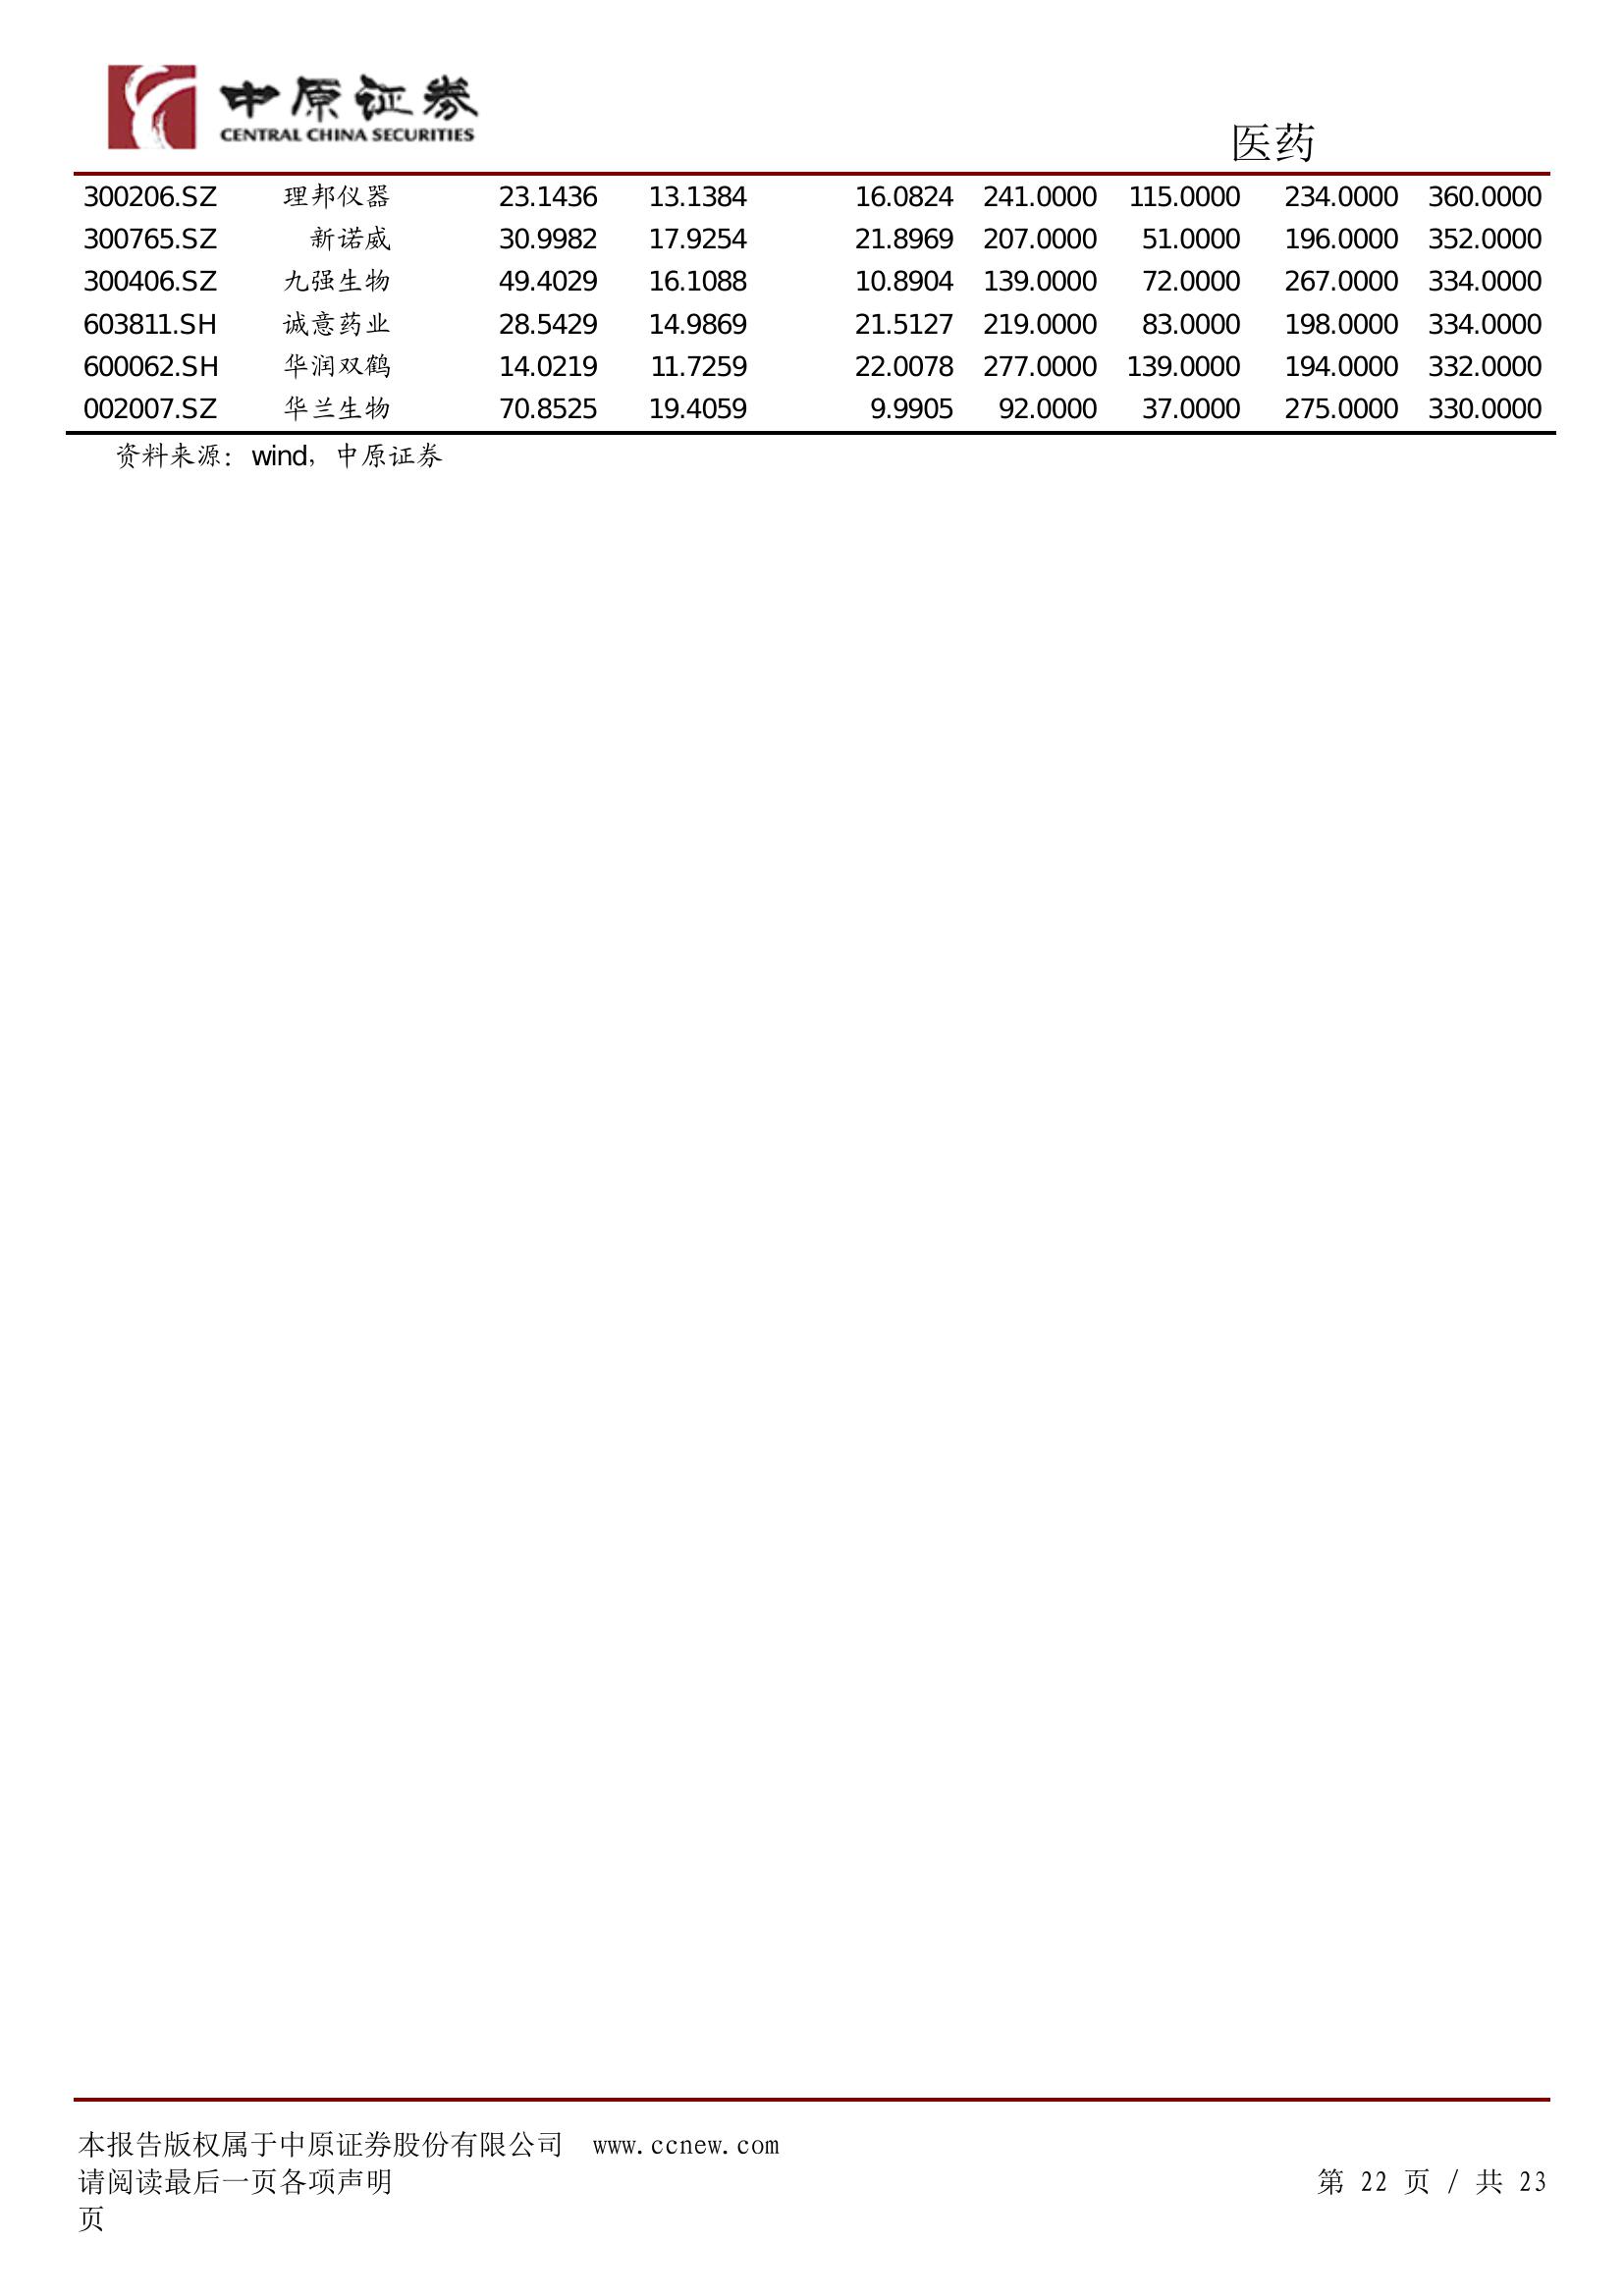 中原证券
CENTRAL CHINA SECURITIES
医药
300206.SZ 理邦仪器 23.1436 13.1384 16.0824 241.0000 115.0000 234.0000 360.0000
300765.SZ 新诺威 30.9982 17.9254 21.8969 207.0000 51.0000 196.0000 352.0000
300406.SZ 九强生物 49.4029 16.1088 10.8904 139.0000 72.0000 267.0000 334.0000
603811.SH 诚意药业 28.5429 14.9869 21.5127 219.0000 83.0000 198.0000 334.0000
600062.SH 华润双鹤 14.0219 11.7259 22.0078 277.0000 139.0000 194.0000 332.0000
002007.SZ 华兰生物 70.8525 19.4059 9.9905 92.0000 37.0000 275.0000 330.0000
资料来源：wind，中原证券
本报告版权属于中原证券股份有限公司 www.ccnew.com
请阅读最后一页各项声明 第 22 页 / 共 23
页